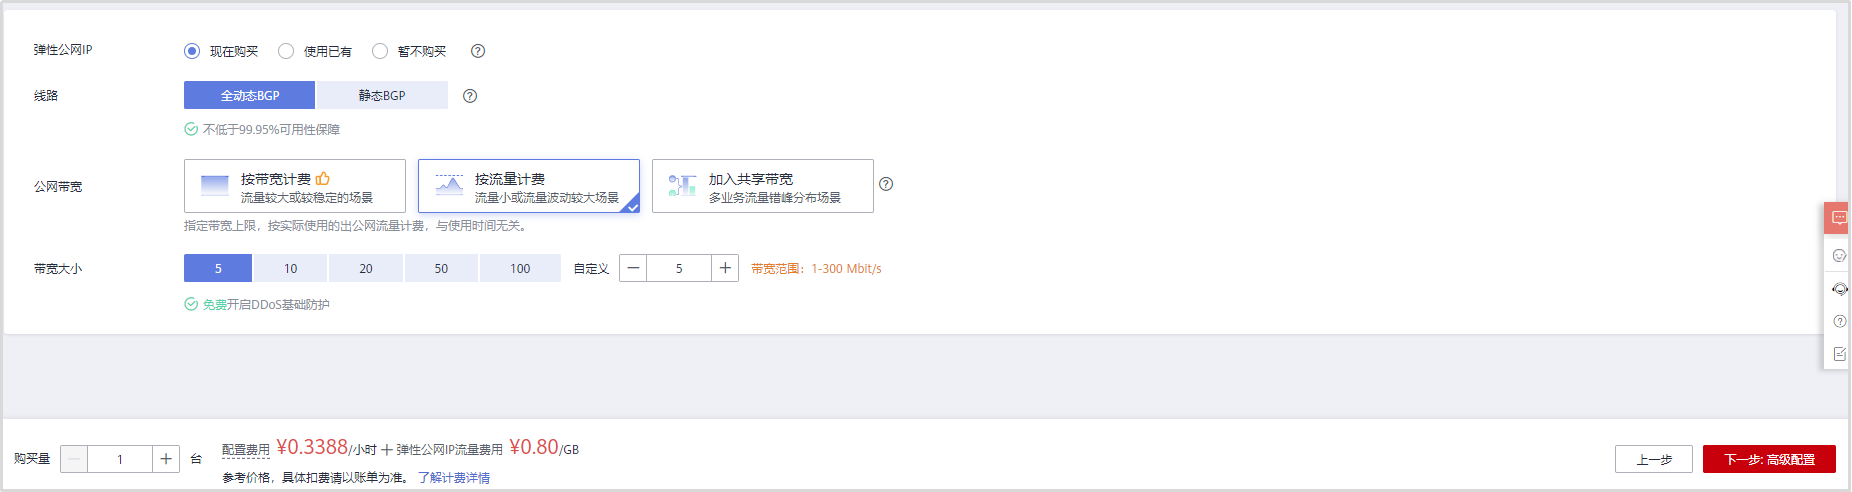 弹性公网IP 现在购买 使用已有 暂不购买
线路 全动态BGP 静态BGP
不低于99.95%可用性保障
公网带宽
按带宽计费
流量较大或较稳定的场景
按流量计费
流量小或流量波动较大场景
加入共享带宽
多业务流量错峰分布场景
指定带宽上限，按实际使用的出公网流量计费，与使用时间无关。
带宽大小 5 10 20 50 100 自定义 5 带宽范围：1-300 Mbit/s
免费开启DDoS基础防护
购买量 1 台
配置费用 ¥0.3388/小时 + 弹性公网IP流量费用 ¥0.80/GB
参考价格，具体扣费请以账单为准。 了解计费详情
上一步 下一步: 高级配置